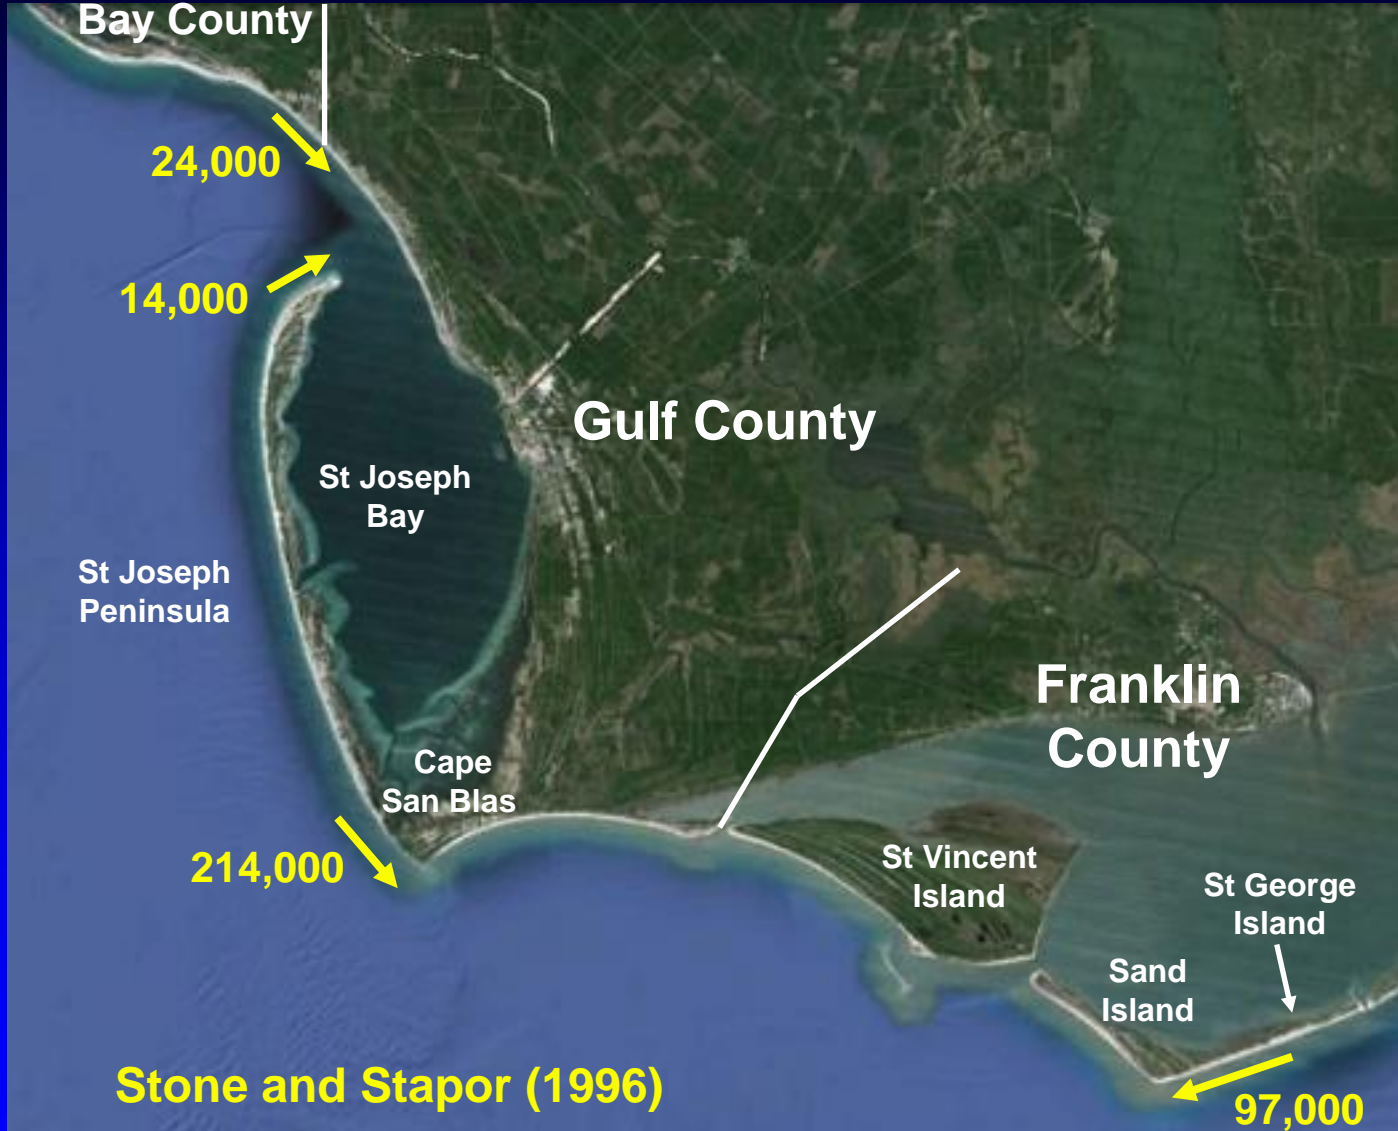 Bay County
24,000
14,000
Gulf County
St Joseph
Bay
St Joseph
Peninsula
Franklin
County
Cape
San Blas
214,000
St Vincent
Island
St George
Island
Sand
Island
Stone and Stapor (1996)
97,000